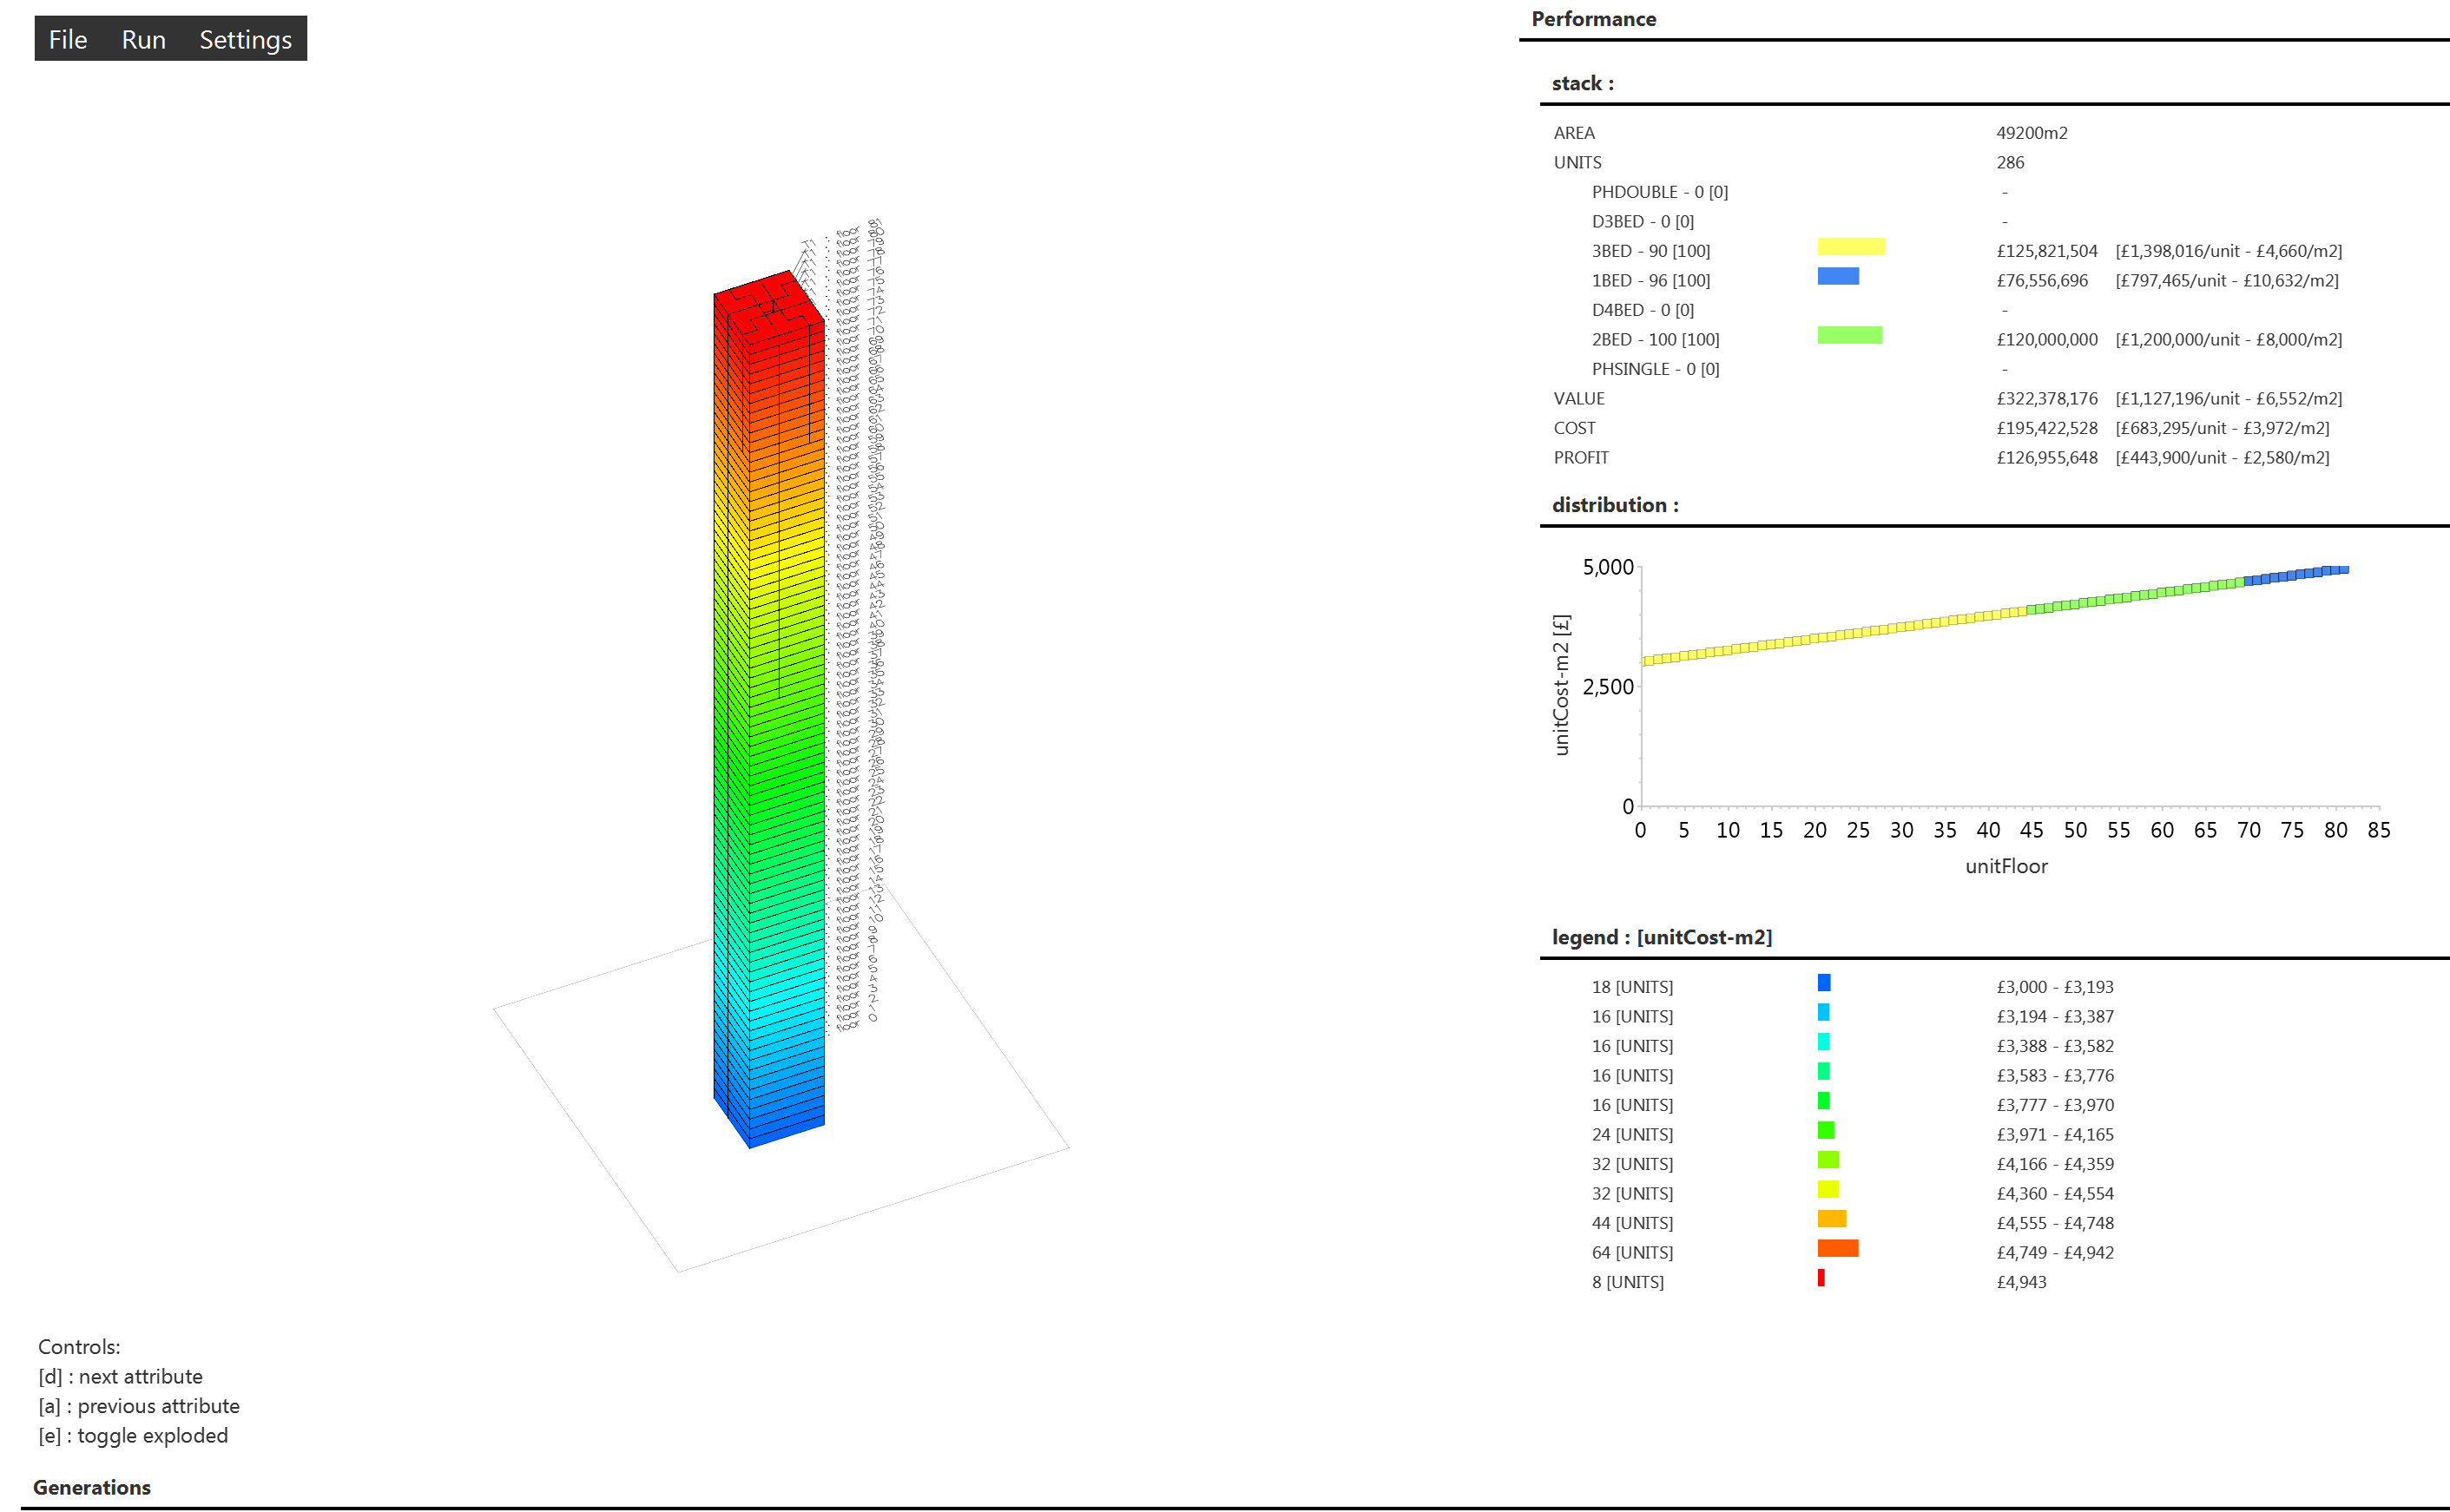 File Run Settings
Performance
stack :
AREA 49200m2
UNITS 286
PHDOUBLE - 0 [0] -
D3BED - 0 [0] -
3BED - 90 [100] £125,821,504 [£1,398,016/unit - £4,660/m2]
1BED - 96 [100] £76,556,696 [£797,465/unit - £10,632/m2]
D4BED - 0 [0] -
2BED - 100 [100] £120,000,000 [£1,200,000/unit - £8,000/m2]
PHSINGLE - 0 [0] -
VALUE £322,378,176 [£1,127,196/unit - £6,552/m2]
COST £195,422,528 [£683,295/unit - £3,972/m2]
PROFIT £126,955,648 [£443,900/unit - £2,580/m2]
distribution :
unitCost-m2 [£]
5,000
2,500
0
0 5 10 15 20 25 30 35 40 45 50 55 60 65 70 75 80 85
unitFloor
legend : [unitCost-m2]
18 [UNITS] £3,000 - £3,193
16 [UNITS] £3,194 - £3,387
16 [UNITS] £3,388 - £3,582
16 [UNITS] £3,583 - £3,776
16 [UNITS] £3,777 - £3,970
24 [UNITS] £3,971 - £4,165
32 [UNITS] £4,166 - £4,359
32 [UNITS] £4,360 - £4,554
44 [UNITS] £4,555 - £4,748
64 [UNITS] £4,749 - £4,942
8 [UNITS] £4,943
Controls:
[d] : next attribute
[a] : previous attribute
[e] : toggle exploded
Generations